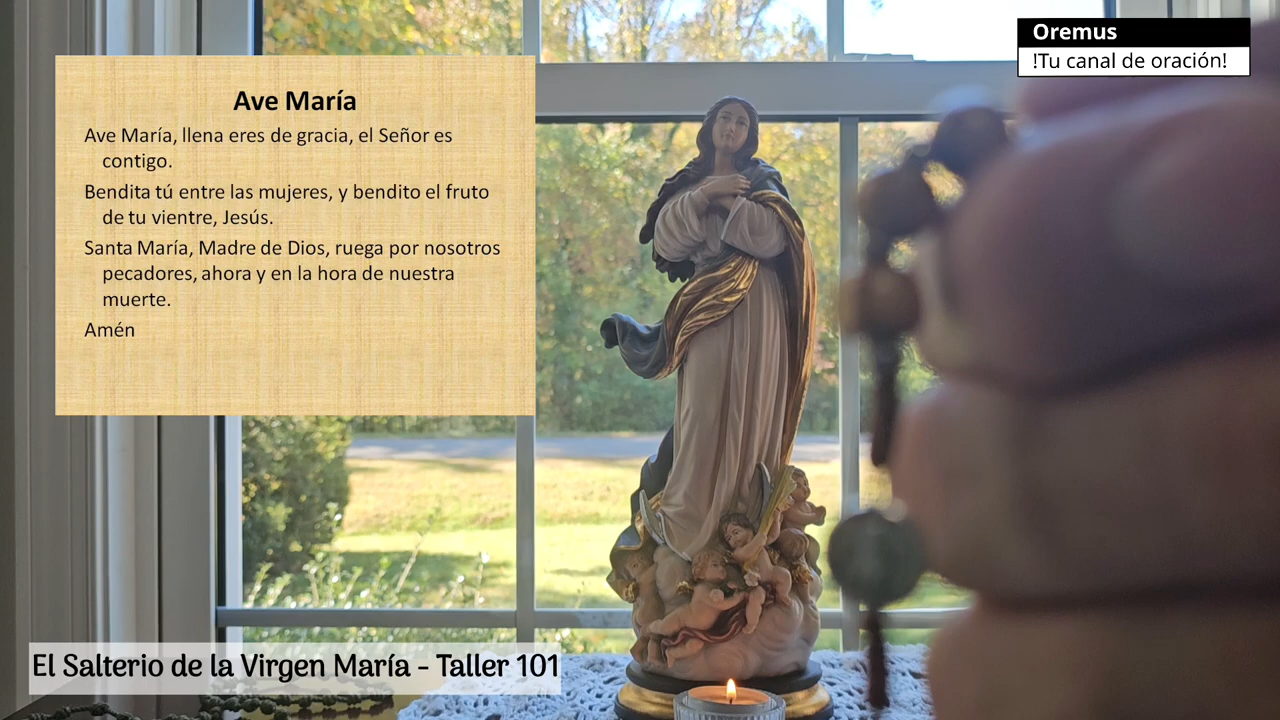 Oremus
!Tu canal de oración!
Ave María
Ave María, llena eres de gracia, el Señor es
contigo.
Bendita tú entre las mujeres, y bendito el fruto
de tu vientre, Jesús.
Santa María, Madre de Dios, ruega por nosotros
pecadores, ahora y en la hora de nuestra
muerte.
Amén
El Salterio de la Virgen María - Taller 101